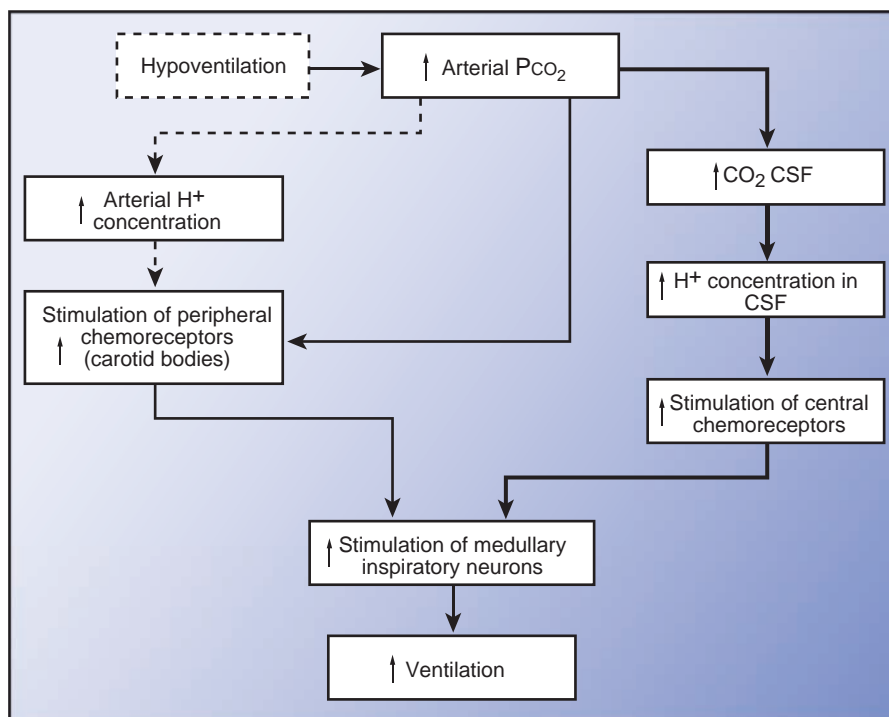 Hypoventilation
↑ Arterial PCO₂
↑ CO₂ CSF
↑ Arterial H⁺
concentration
↑ H⁺ concentration in
CSF
Stimulation of peripheral
↑ chemoreceptors
(carotid bodies)
↑ Stimulation of central
chemoreceptors
↑ Stimulation of medullary
inspiratory neurons
↑ Ventilation